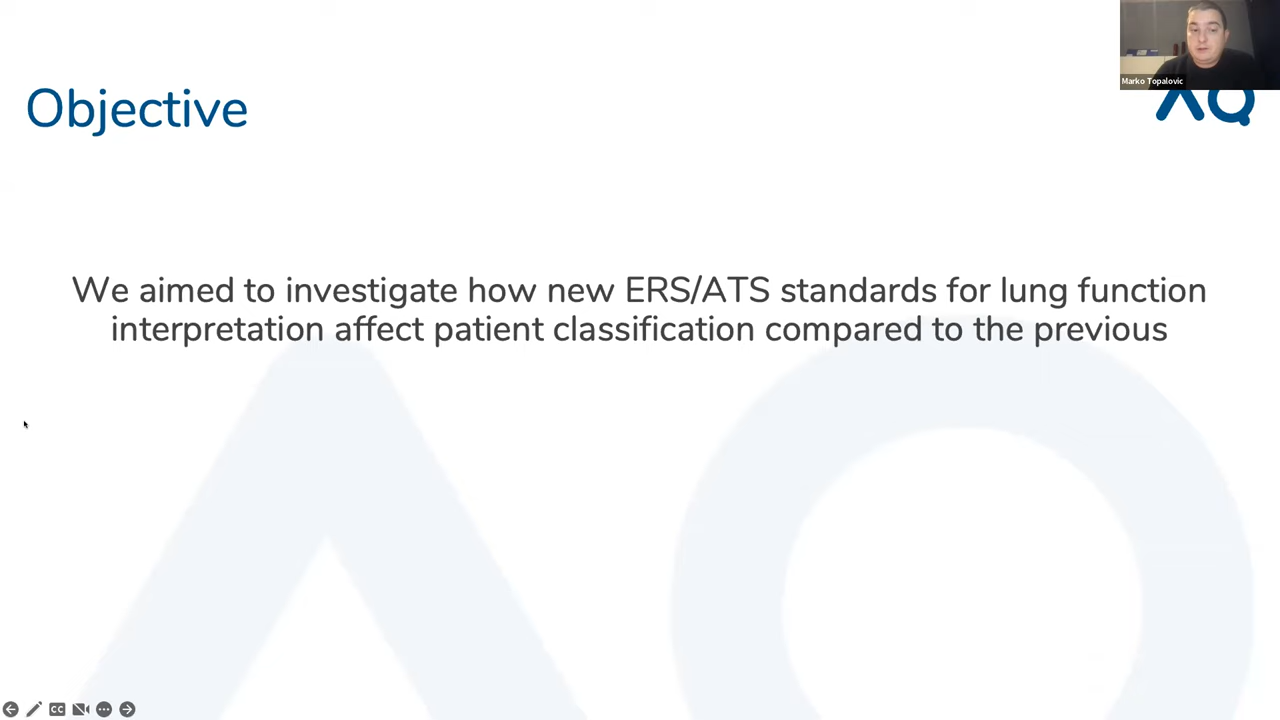 Marko Topalovic
Objective
We aimed to investigate how new ERS/ATS standards for lung function
interpretation affect patient classification compared to the previous
CC